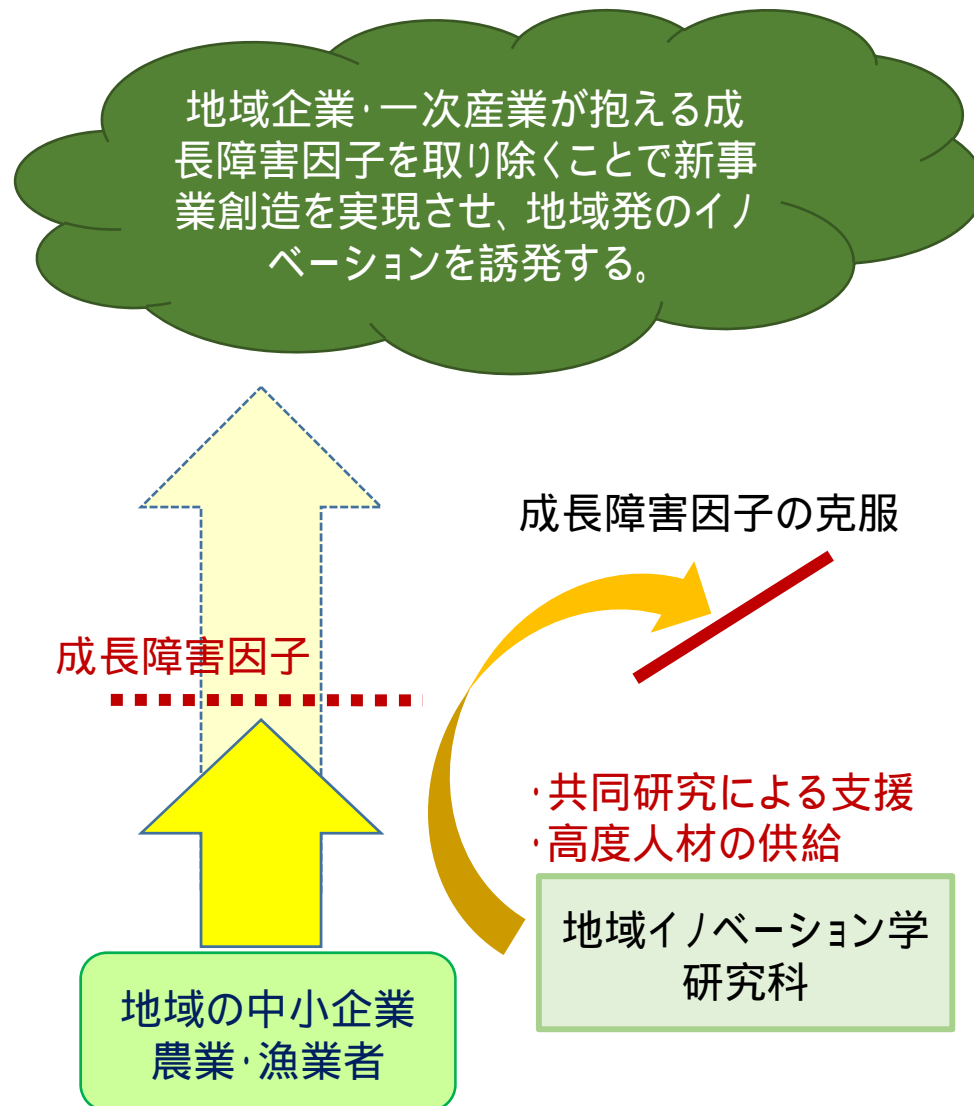 地域企業・一次産業が抱える成
長障害因子を取り除くことで新事
業創造を実現させ、地域発のイノ
ベーションを誘発する。
成長障害因子の克服
成長障害因子
・共同研究による支援
・高度人材の供給
地域イノベーション学
研究科
地域の中小企業
農業・漁業者